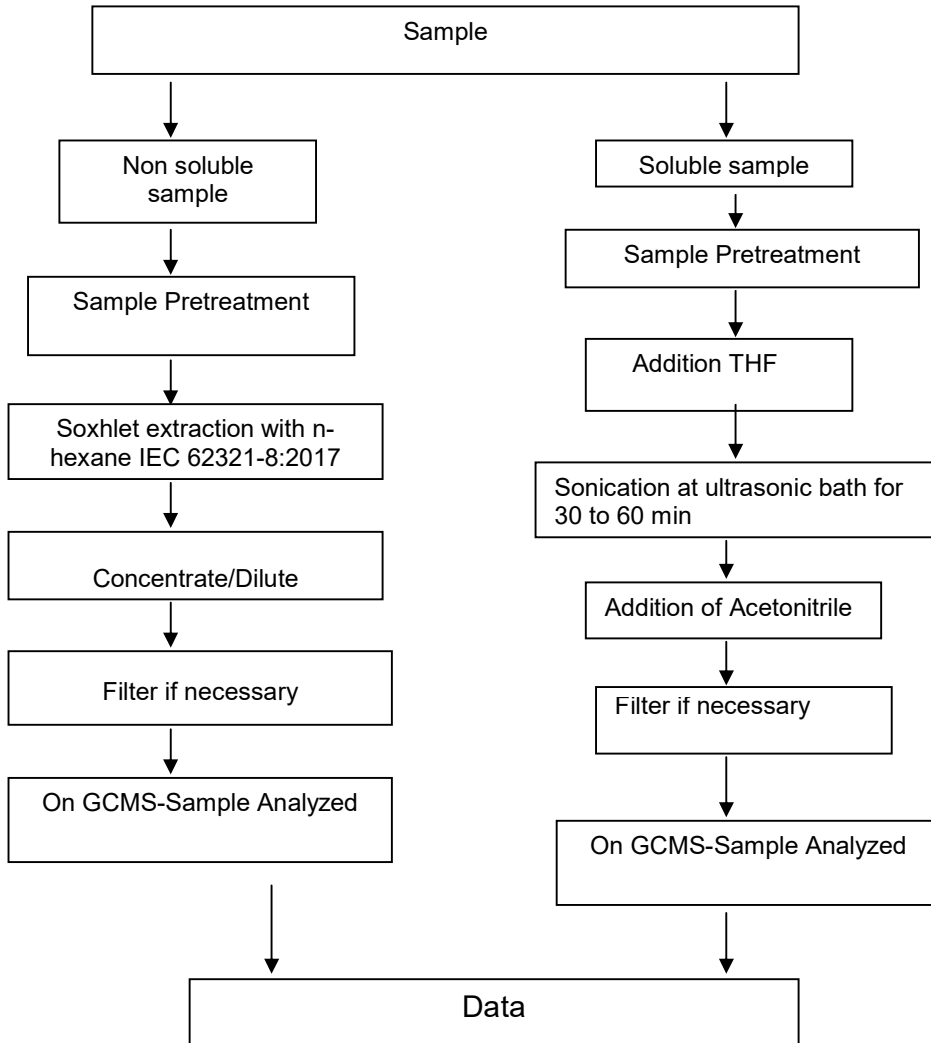 Sample
Non soluble
sample
Sample Pretreatment
Soxhlet extraction with n-
hexane IEC 62321-8:2017
Concentrate/Dilute
Filter if necessary
On GCMS-Sample Analyzed
Soluble sample
Sample Pretreatment
Addition THF
Sonication at ultrasonic bath for
30 to 60 min
Addition of Acetonitrile
Filter if necessary
On GCMS-Sample Analyzed
Data